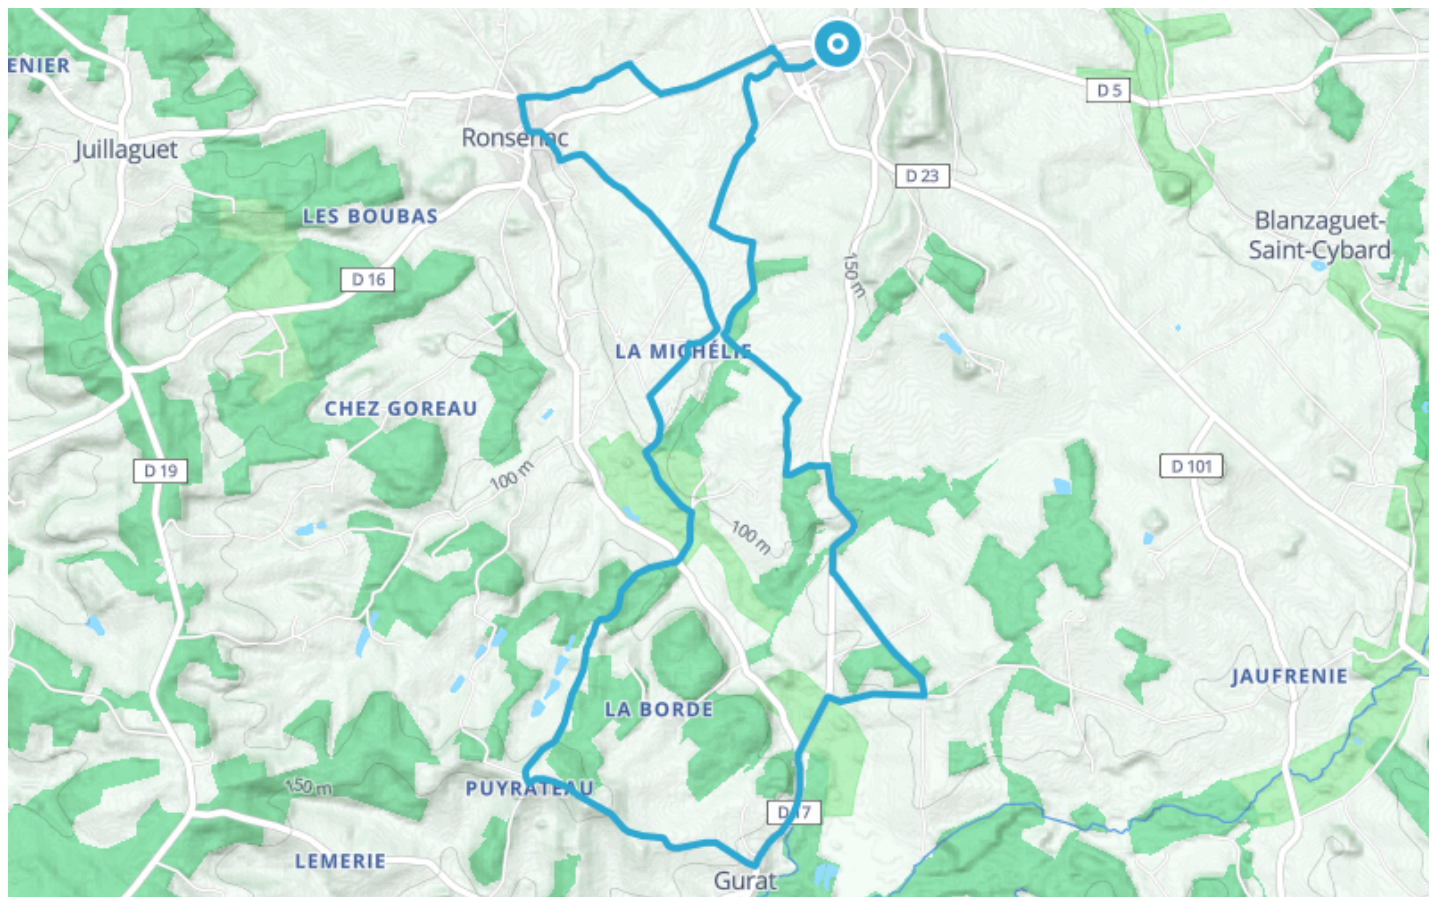 ENIER
D 5
Ronsenac
Juillaguet
D 23
LES BOUBAS
Blanzaguet-
Saint-Cybard
D 16
150 m
LA MICHÉLIE
CHEZ GOREAU
D 19
100 m
D 101
100 m
JAUFRENIE
LA BORDE
PUYRATEAU
150 m
D 17
LEMERIE
Gurat